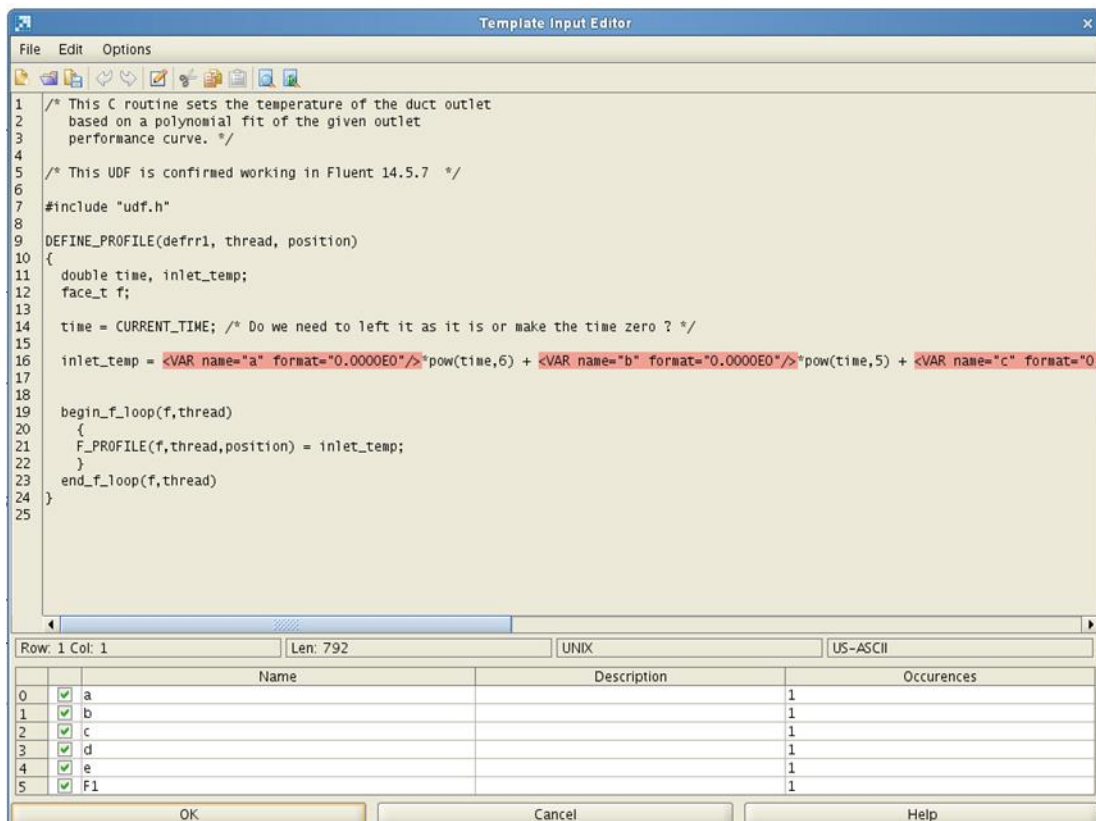 Template Input Editor
File Edit Options
1 /* This C routine sets the temperature of the duct outlet
2 based on a polynomial fit of the given outlet
3 performance curve. */
4
5 /* This UDF is confirmed working in Fluent 14.5.7 */
6
7 #include "udf.h"
8
9 DEFINE_PROFILE(defrr1, thread, position)
10 {
11 double time, inlet_temp;
12 face_t f;
13
14 time = CURRENT_TIME; /* Do we need to left it as it is or make the time zero ? */
15
16 inlet_temp = <VAR name="a" format="0.0000E0"/>*pow(time,6) + <VAR name="b" format="0.0000E0"/>*pow(time,5) + <VAR name="c" format="0
17
18
19 begin_f_loop(f,thread)
20 {
21 F_PROFILE(f,thread,position) = inlet_temp;
22 }
23 end_f_loop(f,thread)
24 }
25
Row: 1 Col: 1 Len: 792 UNIX US-ASCII
Name Description Occurences
0 a 1
1 b 1
2 c 1
3 d 1
4 e 1
5 F1 1
OK Cancel Help